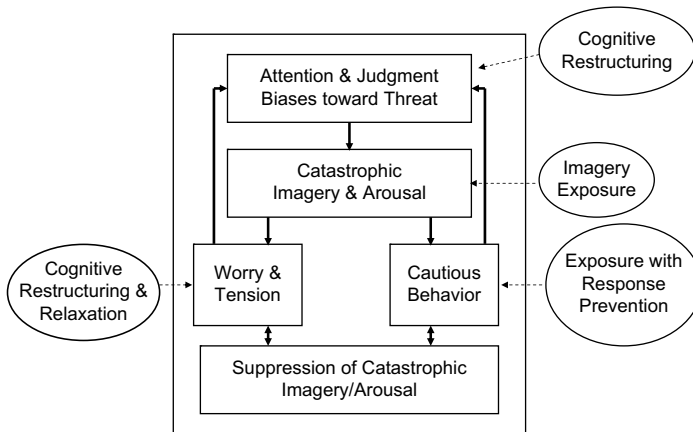 Cognitive
Restructuring
Attention & Judgment
Biases toward Threat
Catastrophic
Imagery & Arousal
Imagery
Exposure
Cognitive
Restructuring &
Relaxation
Worry &
Tension
Cautious
Behavior
Exposure with
Response
Prevention
Suppression of Catastrophic
Imagery/Arousal